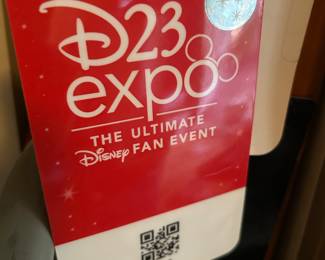 D23
expo
THE ULTIMATE
Disney FAN EVENT